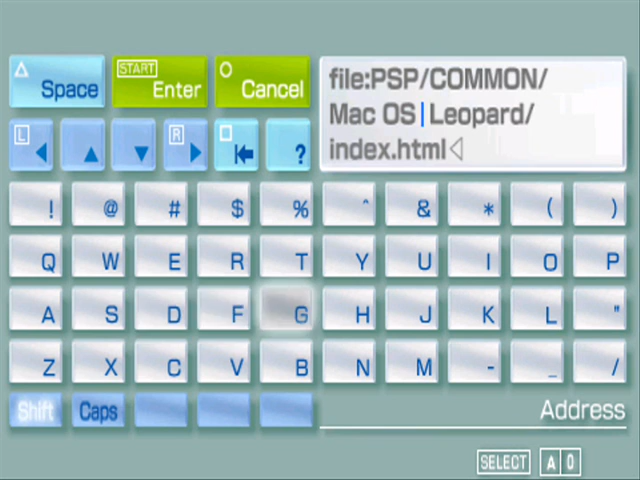 △ Space
START Enter
○ Cancel
file:PSP/COMMON/
Mac OS|Leopard/
index.html◁
L ◀
▲
▼
R ▶
□ |←
?
! @ # $ % ^ & * ( )
Q W E R T Y U I O P
A S D F G H J K L "
Z X C V B N M - _ /
Shift Caps
Address
SELECT A 0